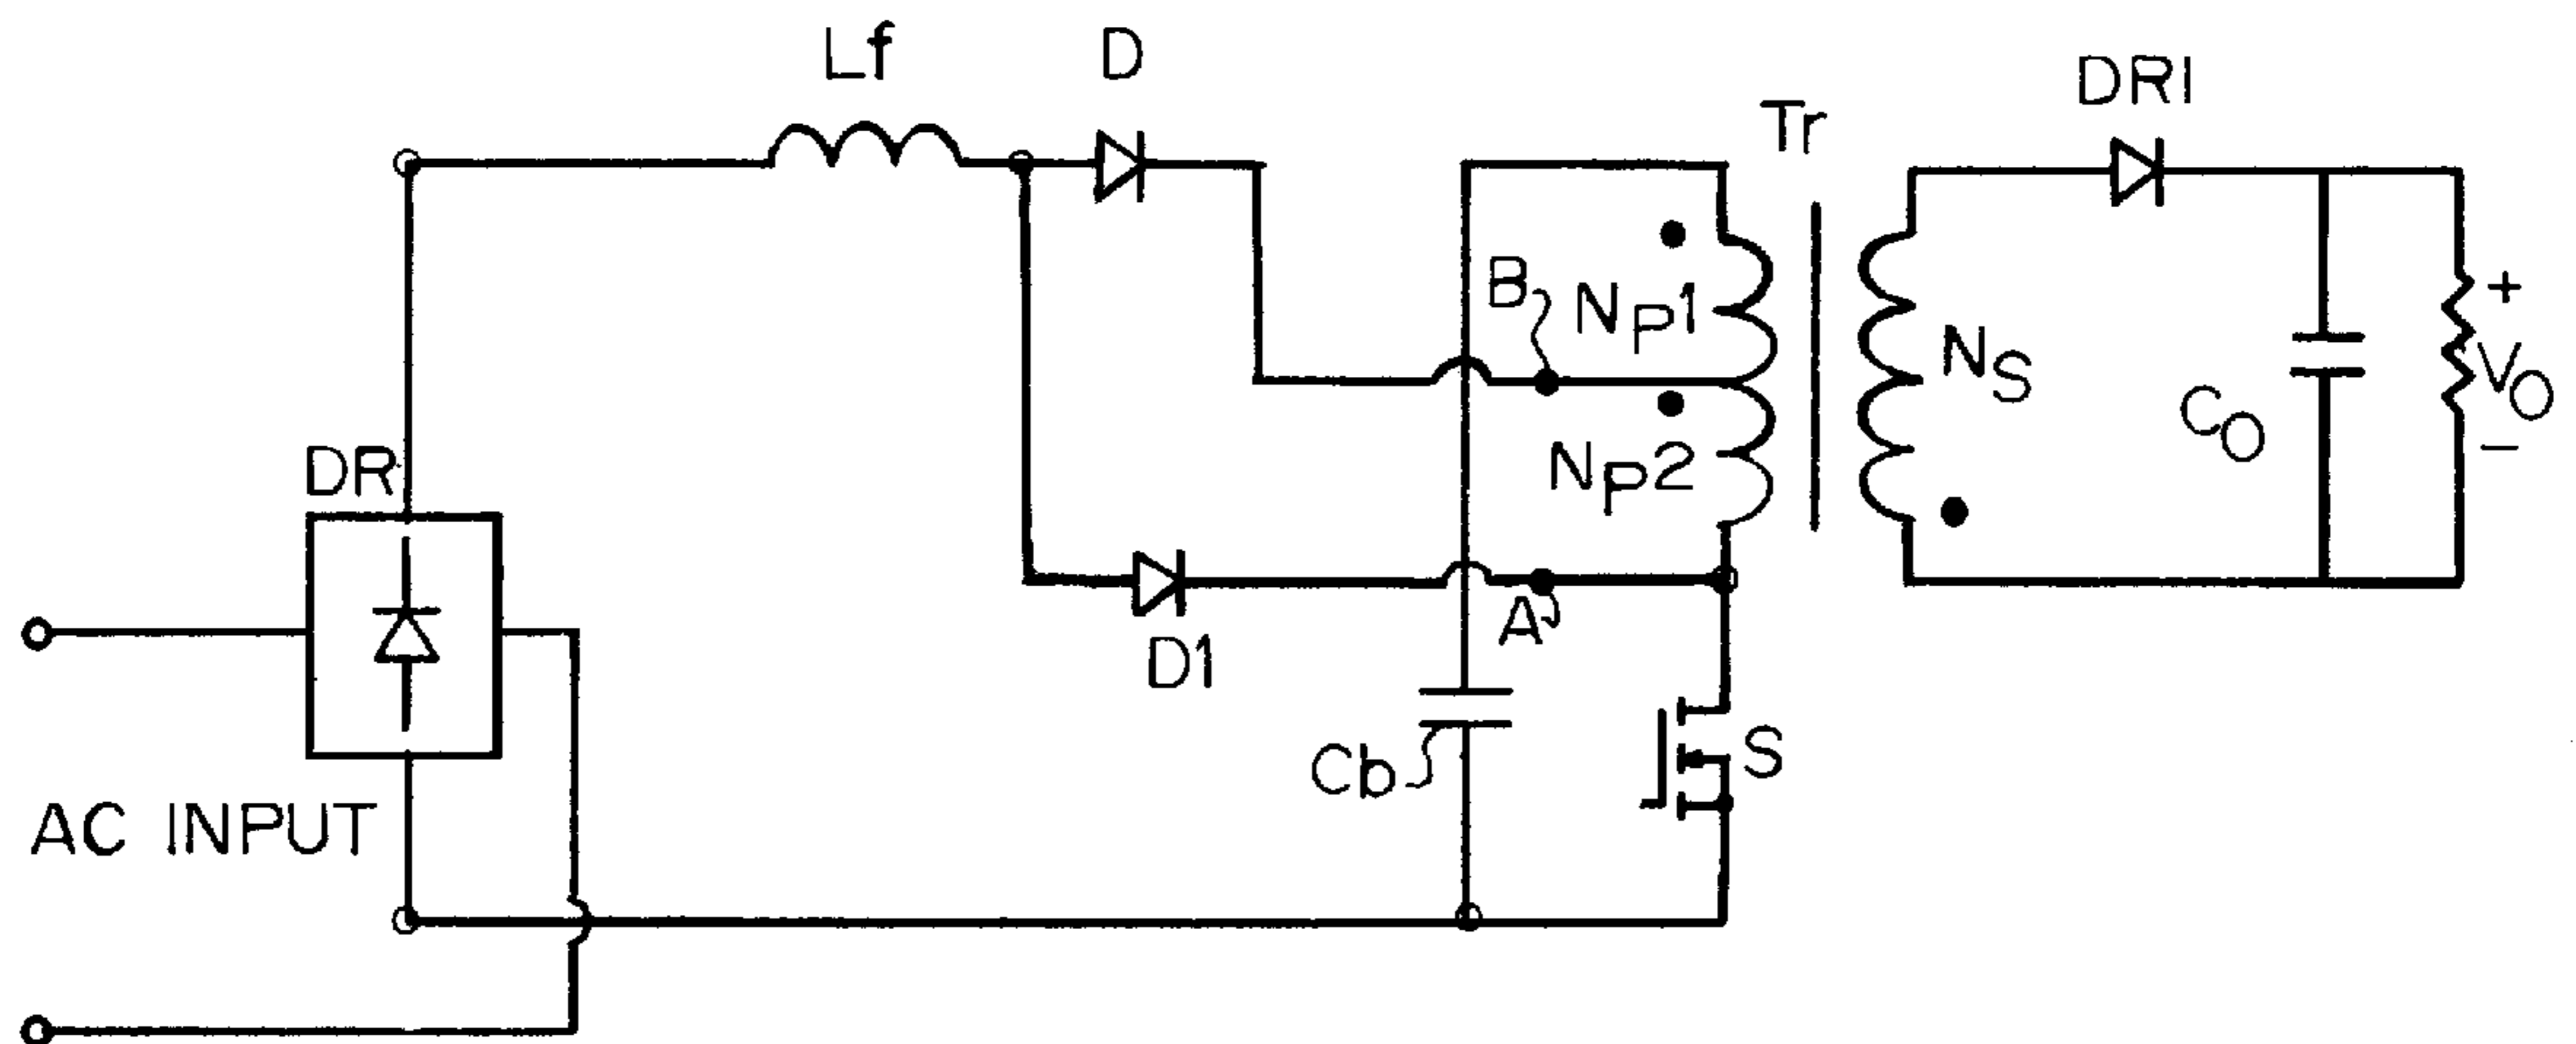 Lf
D
Tr
DR1
B
NP1
NS
+
VO
-
CO
DR
NP2
A
D1
Cb
S
AC INPUT